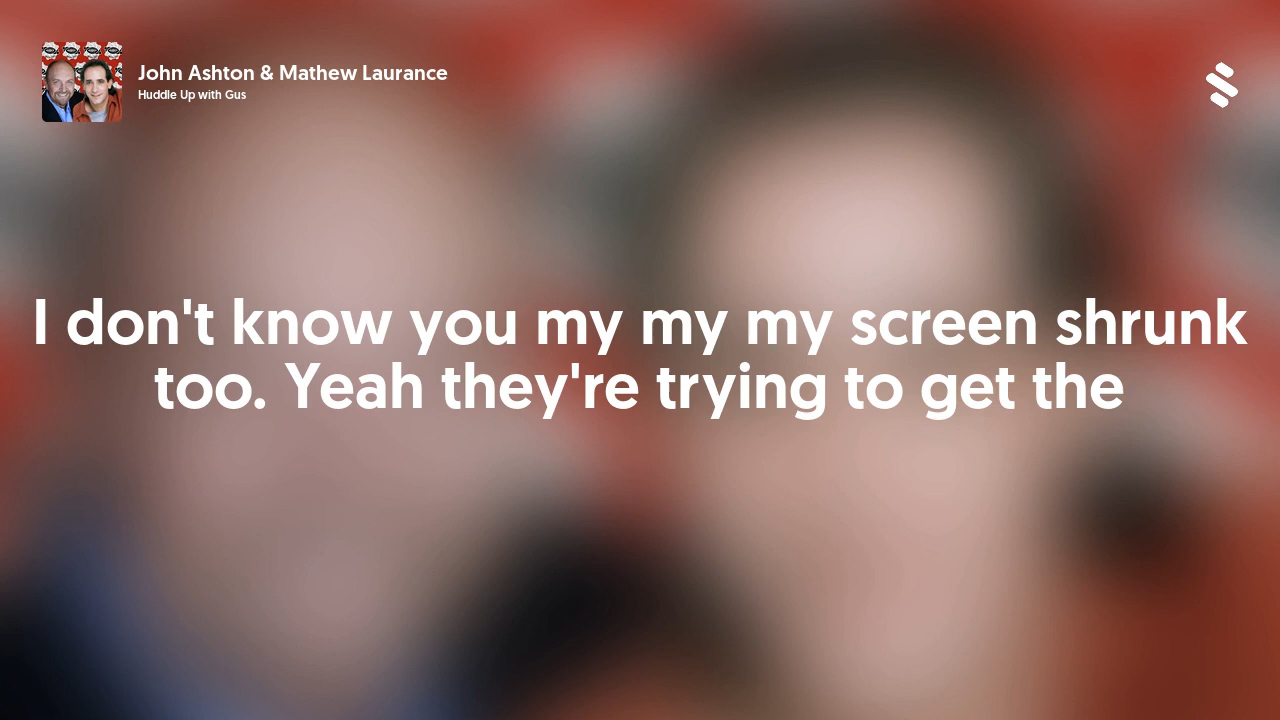 John Ashton & Mathew Laurance
Huddle Up with Gus
I don't know you my my my screen shrunk
too. Yeah they're trying to get the